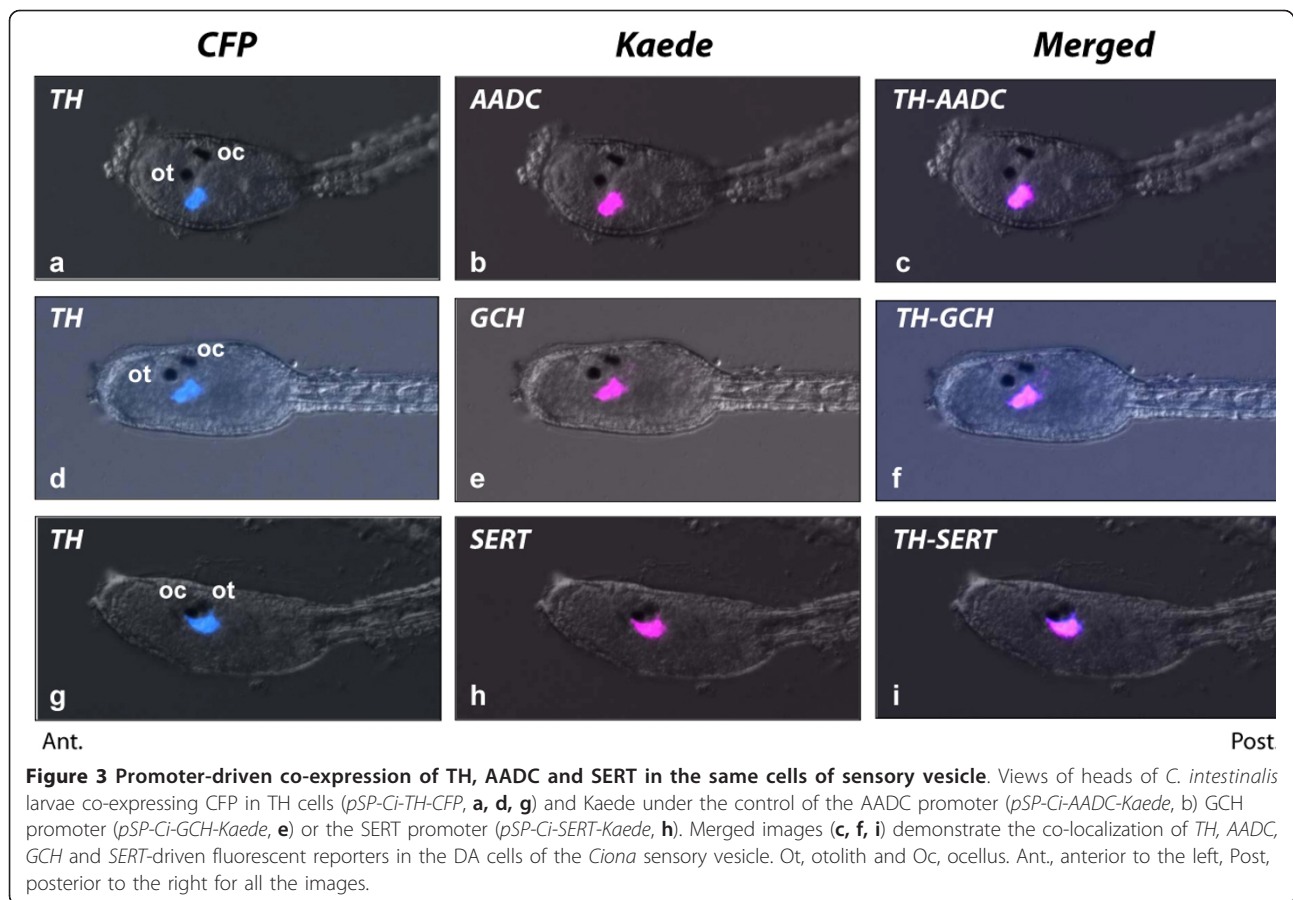 CFP Kaede Merged
TH AADC TH-AADC
oc
ot
a b c
TH GCH TH-GCH
oc
ot
d e f
TH SERT TH-SERT
oc ot
g h i
Ant. Post.
Figure 3 Promoter-driven co-expression of TH, AADC and SERT in the same cells of sensory vesicle. Views of heads of C. intestinalis
larvae co-expressing CFP in TH cells (pSP-Ci-TH-CFP, a, d, g) and Kaede under the control of the AADC promoter (pSP-Ci-AADC-Kaede, b) GCH
promoter (pSP-Ci-GCH-Kaede, e) or the SERT promoter (pSP-Ci-SERT-Kaede, h). Merged images (c, f, i) demonstrate the co-localization of TH, AADC,
GCH and SERT-driven fluorescent reporters in the DA cells of the Ciona sensory vesicle. Ot, otolith and Oc, ocellus. Ant., anterior to the left, Post,
posterior to the right for all the images.